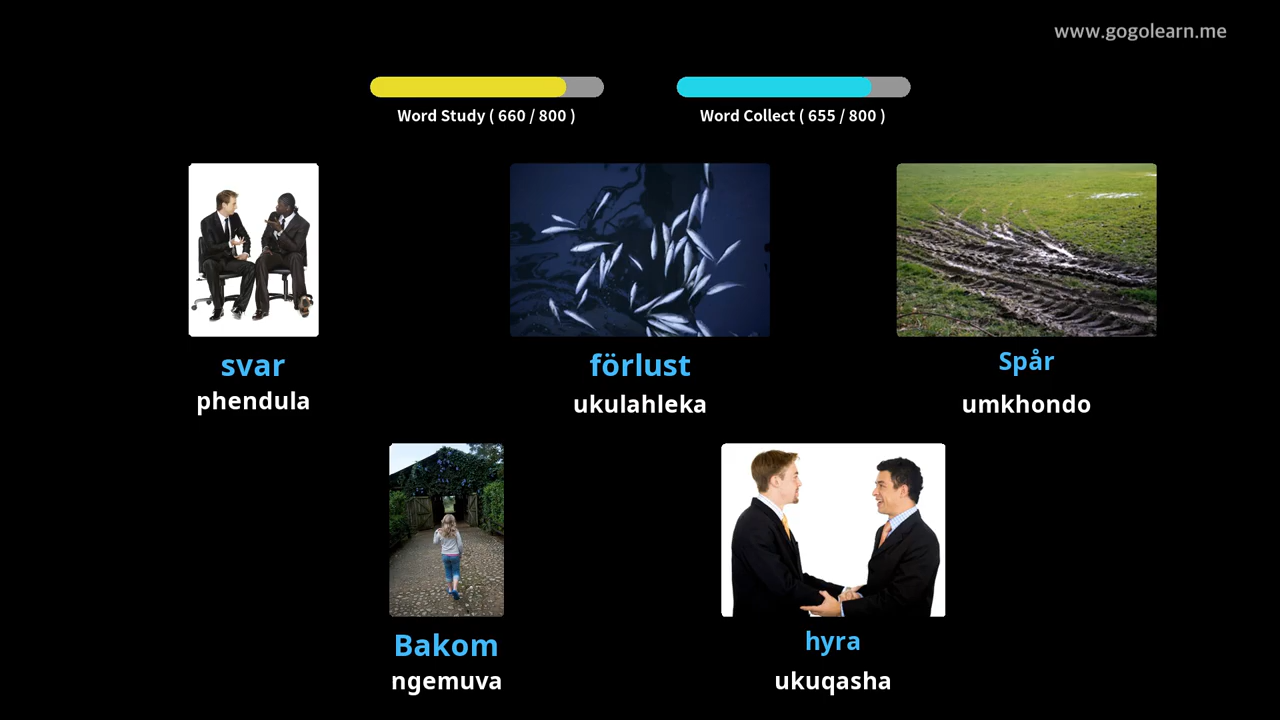 www.gogolearn.me
Word Study ( 660 / 800 )
Word Collect ( 655 / 800 )
svar
phendula
förlust
ukulahleka
Spår
umkhondo
Bakom
ngemuva
hyra
ukuqasha